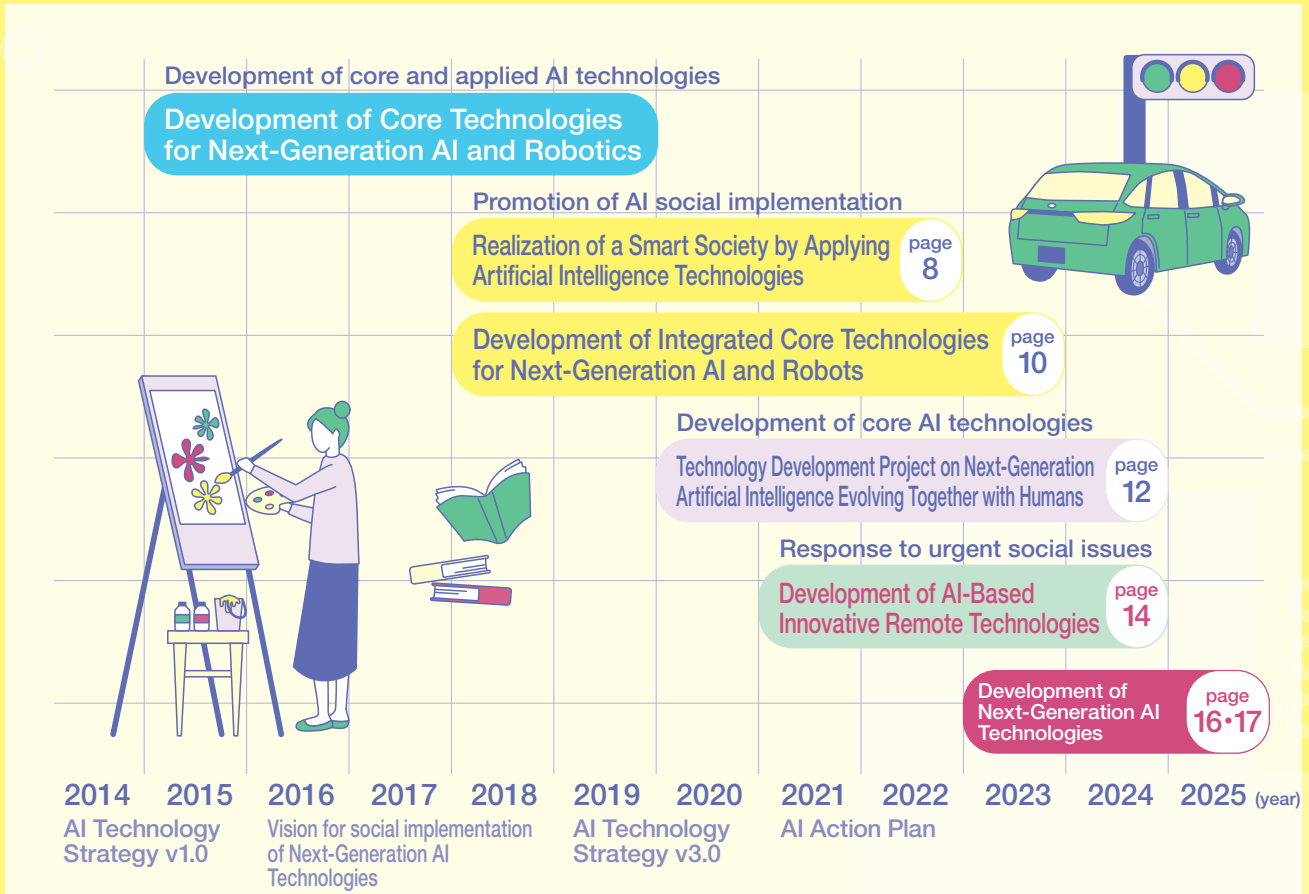 Development of core and applied AI technologies
Development of Core Technologies
for Next-Generation AI and Robotics
Promotion of AI social implementation
Realization of a Smart Society by Applying
Artificial Intelligence Technologies
page
8
Development of Integrated Core Technologies
for Next-Generation AI and Robots
page
10
Development of core AI technologies
Technology Development Project on Next-Generation
Artificial Intelligence Evolving Together with Humans
page
12
Response to urgent social issues
Development of AI-Based
Innovative Remote Technologies
page
14
Development of
Next-Generation AI
Technologies
page
16•17
2014 2015 2016 2017 2018 2019 2020 2021 2022 2023 2024 2025 (year)
AI Technology
Strategy v1.0
Vision for social implementation
of Next-Generation AI
Technologies
AI Technology
Strategy v3.0
AI Action Plan